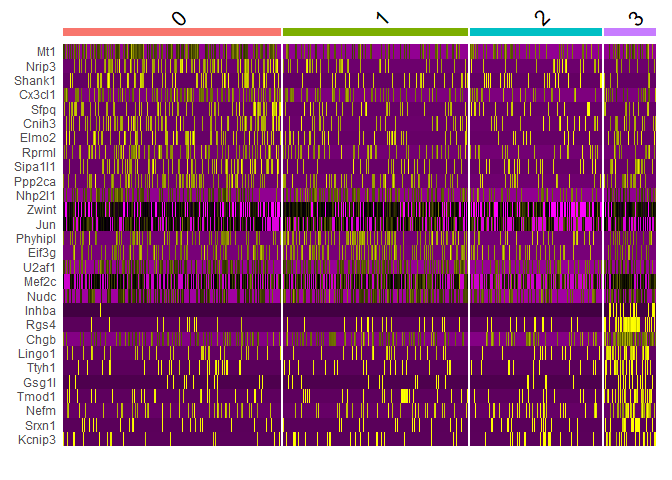 0 1 2 3
Mt1
Nrip3
Shank1
Cx3cl1
Sfpq
Cnih3
Elmo2
Rprml
Sipa1l1
Ppp2ca
Nhp2l1
Zwint
Jun
Phyhipl
Eif3g
U2af1
Mef2c
Nudc
Inhba
Rgs4
Chgb
Lingo1
Ttyh1
Gsg1l
Tmod1
Nefm
Srxn1
Kcnip3